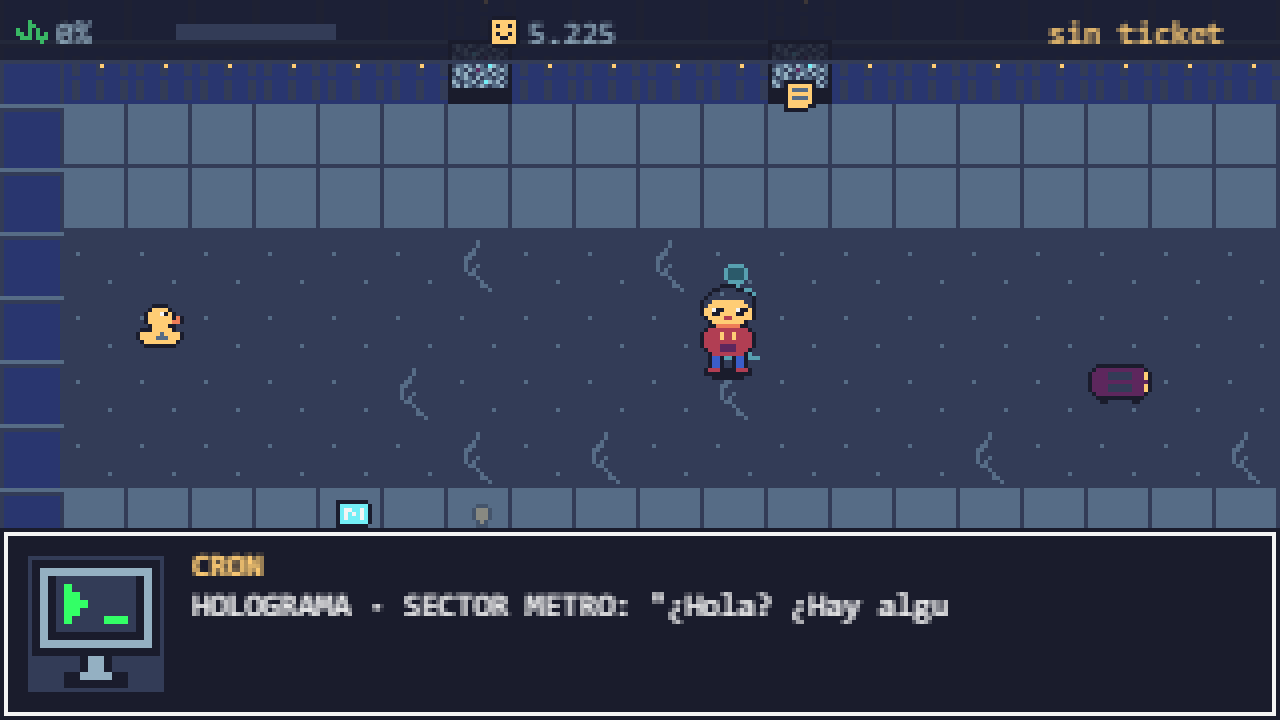 0%
5.225
sin ticket
CRON
HOLOGRAMA · SECTOR METRO: "¿Hola? ¿Hay algu